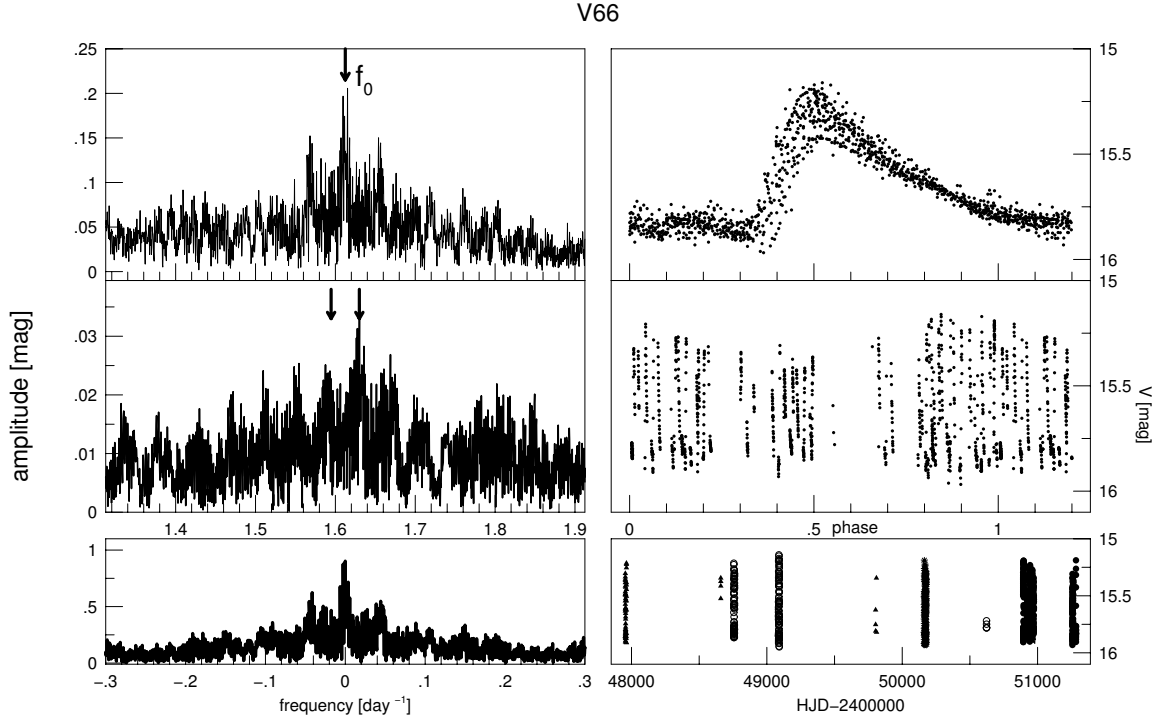 V66
.25
.2
.15
.1
.05
0
f0
15
15.5
16
amplitude [mag]
.03
.02
.01
0
1.4 1.5 1.6 1.7 1.8 1.9
15
15.5
16
V [mag]
0 .5 phase 1
1
.5
0
−.3 −.2 −.1 0 .1 .2 .3
frequency [day −1]
15
15.5
16
48000 49000 50000 51000
HJD−2400000